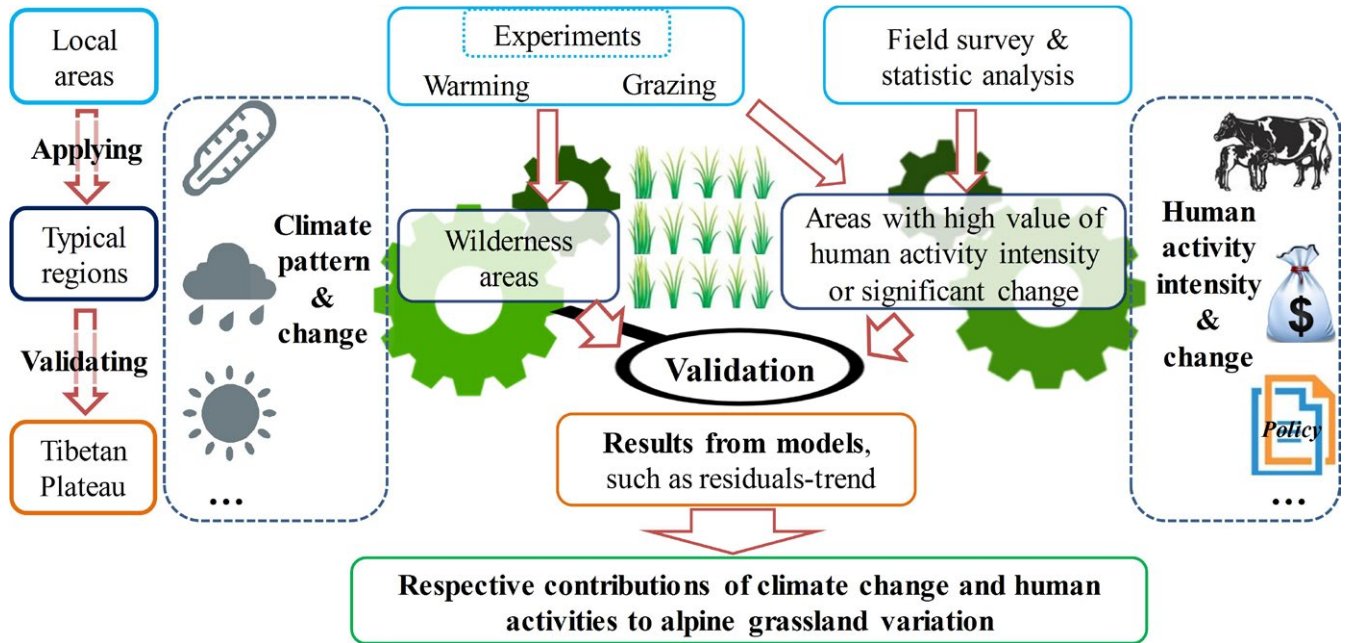 Local
areas
Applying
Typical
regions
Validating
Tibetan
Plateau
Climate
pattern
&
change
...
Experiments
Warming Grazing
Field survey &
statistic analysis
Wilderness
areas
Areas with high value of
human activity intensity
or significant change
Validation
Results from models,
such as residuals-trend
Human
activity
intensity
&
change
$
Policy
...
Respective contributions of climate change and human
activities to alpine grassland variation